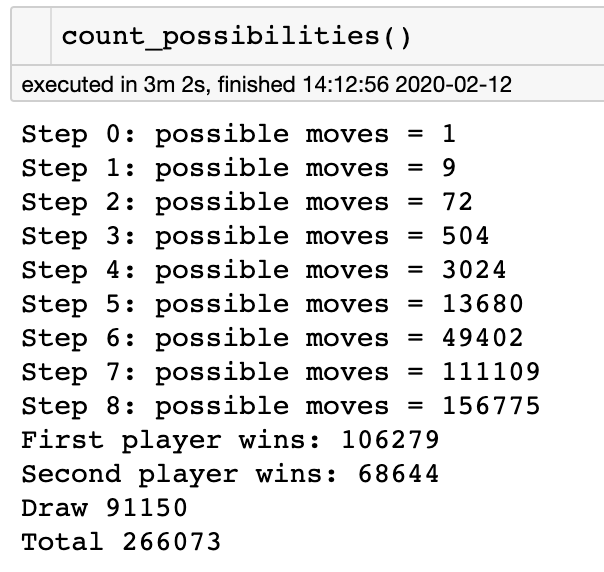 count_possibilities()
executed in 3m 2s, finished 14:12:56 2020-02-12
Step 0: possible moves = 1
Step 1: possible moves = 9
Step 2: possible moves = 72
Step 3: possible moves = 504
Step 4: possible moves = 3024
Step 5: possible moves = 13680
Step 6: possible moves = 49402
Step 7: possible moves = 111109
Step 8: possible moves = 156775
First player wins: 106279
Second player wins: 68644
Draw 91150
Total 266073